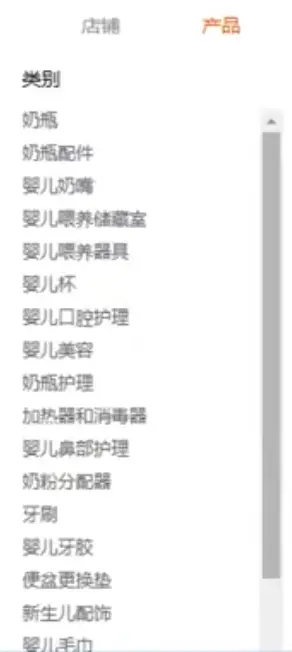 店铺 产品
类别
奶瓶
奶瓶配件
婴儿奶嘴
婴儿喂养储藏室
婴儿喂养器具
婴儿杯
婴儿口腔护理
婴儿美容
奶瓶护理
加热器和消毒器
婴儿鼻部护理
奶粉分配器
牙刷
婴儿牙胶
便盆更换垫
新生儿配饰
婴儿毛巾